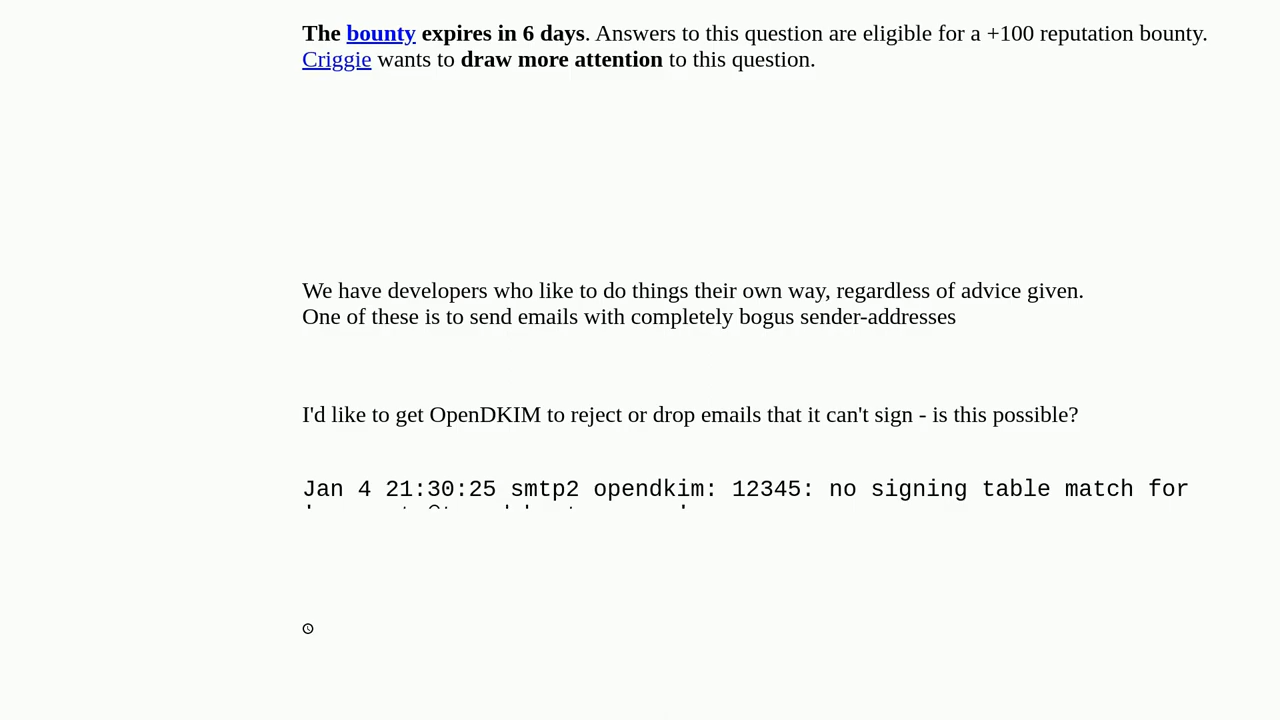 The bounty expires in 6 days. Answers to this question are eligible for a +100 reputation bounty.
Criggie wants to draw more attention to this question.
We have developers who like to do things their own way, regardless of advice given.
One of these is to send emails with completely bogus sender-addresses
I'd like to get OpenDKIM to reject or drop emails that it can't sign - is this possible?
Jan 4 21:30:25 smtp2 opendkim: 12345: no signing table match for